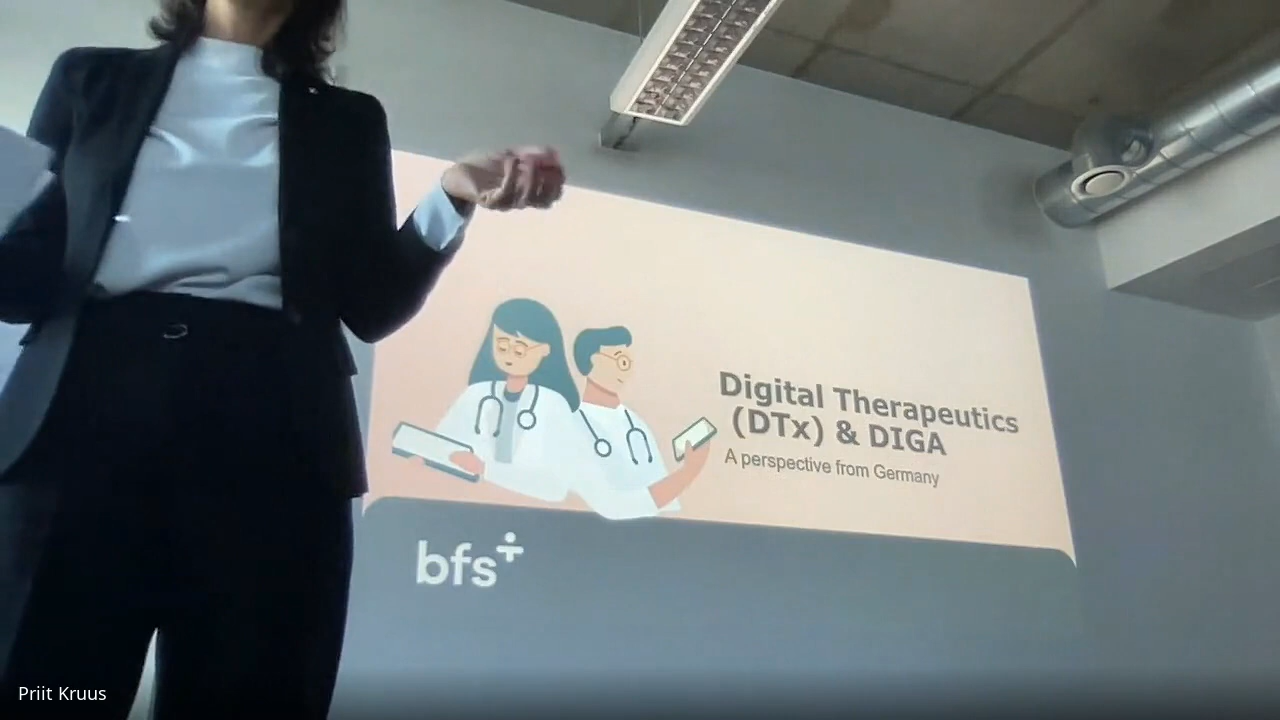 Digital Therapeutics
(DTx) & DIGA
A perspective from Germany
bfs
Priit Kruus